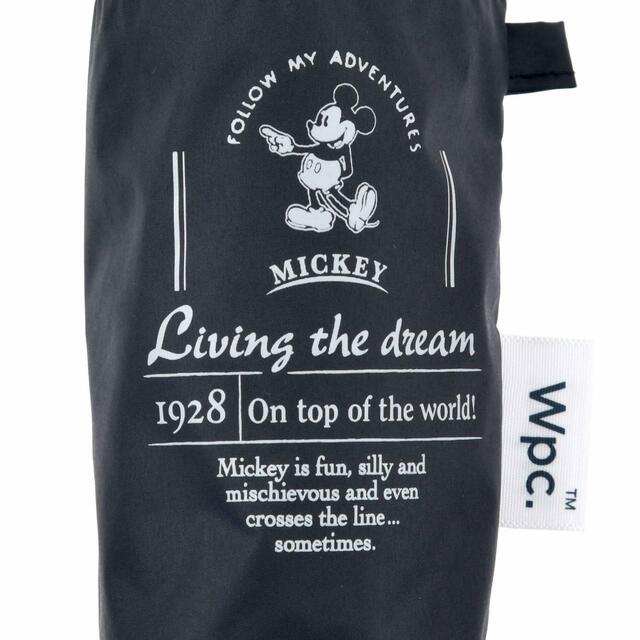 FOLLOW MY ADVENTURES
MICKEY
Living the dream
1928 On top of the world!
Mickey is fun, silly and
mischievous and even
crosses the line...
sometimes.
Wpc.™